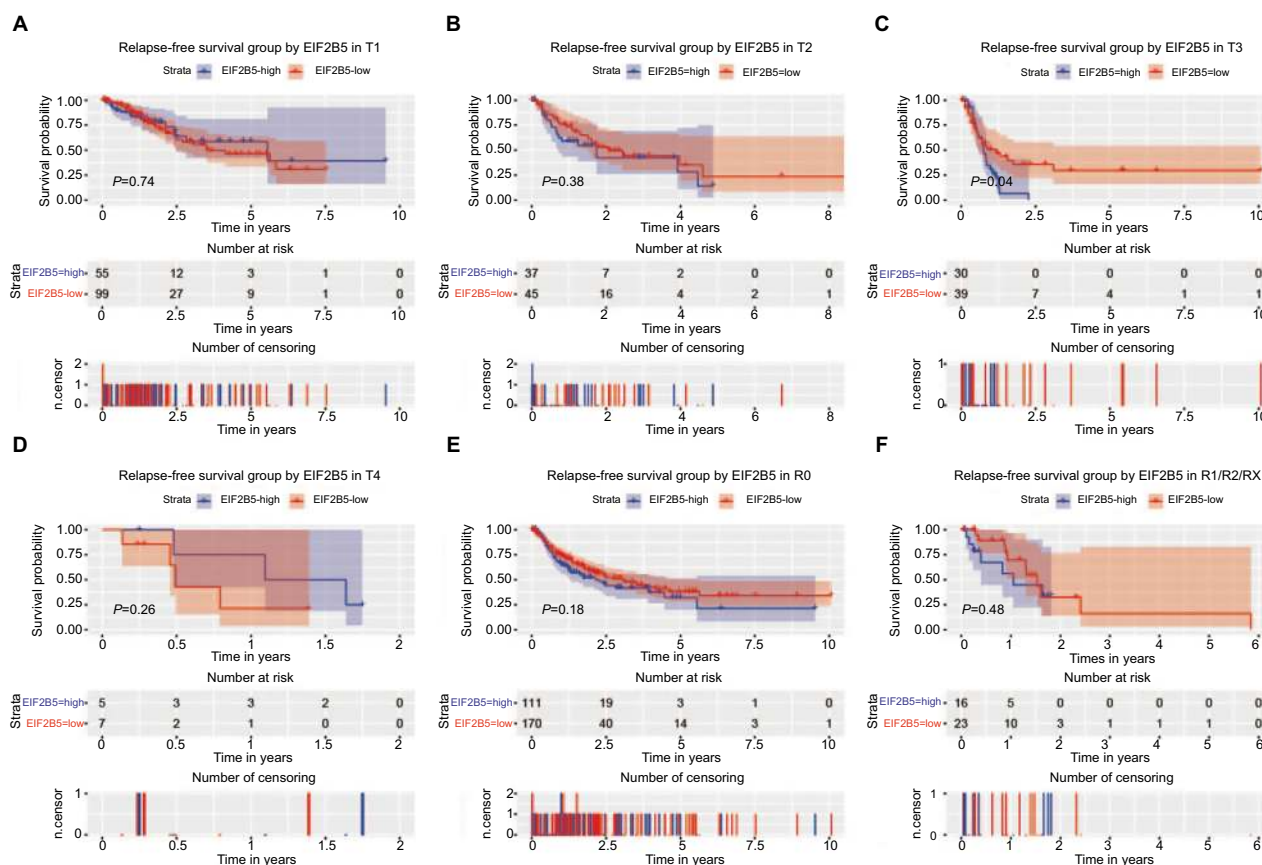 A
Relapse-free survival group by EIF2B5 in T1
Strata EIF2B5-high EIF2B5-low
Survival probability
1.00
0.75
0.50
0.25
0.00
P=0.74
0 2.5 5 7.5 10
Time in years
Number at risk
Strata
EIF2B5=high 55 12 3 1 0
EIF2B5-low 99 27 9 1 0
0 2.5 5 7.5 10
Time in years
Number of censoring
n.censor
2
1
0
0 2.5 5 7.5 10
Time in years
B
Relapse-free survival group by EIF2B5 in T2
Strata EIF2B5=high EIF2B5=low
Survival probability
1.00
0.75
0.50
0.25
0.00
P=0.38
0 2 4 6 8
Time in years
Number at risk
Strata
EIF2B5=high 37 7 2 0 0
EIF2B5=low 45 16 4 2 1
0 2 4 6 8
Time in years
Number of censoring
n.censor
2
1
0
0 2 4 6 8
Time in years
C
Relapse-free survival group by EIF2B5 in T3
Strata EIF2B5=high EIF2B5=low
Survival probability
1.00
0.75
0.50
0.25
0.00
P=0.04
0 2.5 5 7.5 10
Time in years
Number at risk
Strata
EIF2B5=high 30 0 0 0 0
EIF2B5=low 39 7 4 1 1
0 2.5 5 7.5 10
Time in years
Number of censoring
n.censor
1
0
0 2.5 5 7.5 10
Time in years
D
Relapse-free survival group by EIF2B5 in T4
Strata EIF2B5-high EIF2B5-low
Survival probability
1.00
0.75
0.50
0.25
0.00
P=0.26
0 0.5 1 1.5 2
Time in years
Number at risk
Strata
EIF2B5=high 5 3 3 2 0
EIF2B5=low 7 2 1 0 0
0 0.5 1 1.5 2
Time in years
Number of censoring
n.censor
1
0
0 0.5 1 1.5 2
Time in years
E
Relapse-free survival group by EIF2B5 in R0
Strata EIF2B5-high EIF2B5-low
Survival probability
1.00
0.75
0.50
0.25
0.00
P=0.18
0 2.5 5 7.5 10
Time in years
Number at risk
Strata
EIF2B5=high 111 19 3 1 0
EIF2B5=low 170 40 14 3 1
0 2.5 5 7.5 10
Time in years
Number of censoring
n.censor
2
1
0
0 2.5 5 7.5 10
Time in years
F
Relapse-free survival group by EIF2B5 in R1/R2/RX
Strata EIF2B5-high EIF2B5-low
Survival probability
1.00
0.75
0.50
0.25
0.00
P=0.48
0 1 2 3 4 5 6
Times in years
Number at risk
Strata
EIF2B5=high 16 5 0 0 0 0 0
EIF2B5=low 23 10 3 1 1 1 0
0 1 2 3 4 5 6
Time in years
Number of censoring
n.censor
1
0
0 1 2 3 4 5 6
Time in years